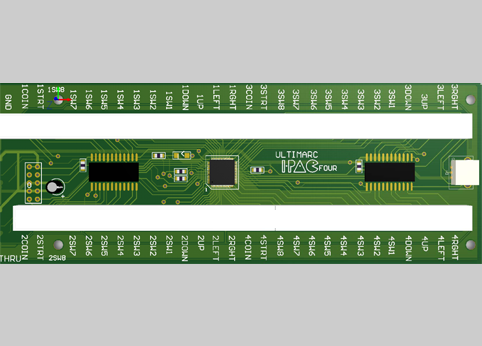 GND 1COIN 1STRT 1SW8 1SW7 1SW6 1SW5 1SW4 1SW3 1SW2 1SW1 1DOWN 1UP 1LEFT 1RGHT 3COIN 3STRT 3SW8 3SW7 3SW6 3SW5 3SW4 3SW3 3SW2 3SW1 3DOWN 3UP 3LEFT 3RGHT
ULTIMARC
IPAC FOUR
THRU 2COIN 2STRT 2SW8 2SW7 2SW6 2SW5 2SW4 2SW3 2SW2 2SW1 2DOWN 2UP 2LEFT 2RGHT 4COIN 4STRT 4SW8 4SW7 4SW6 4SW5 4SW4 4SW3 4SW2 4SW1 4DOWN 4UP 4LEFT 4RGHT